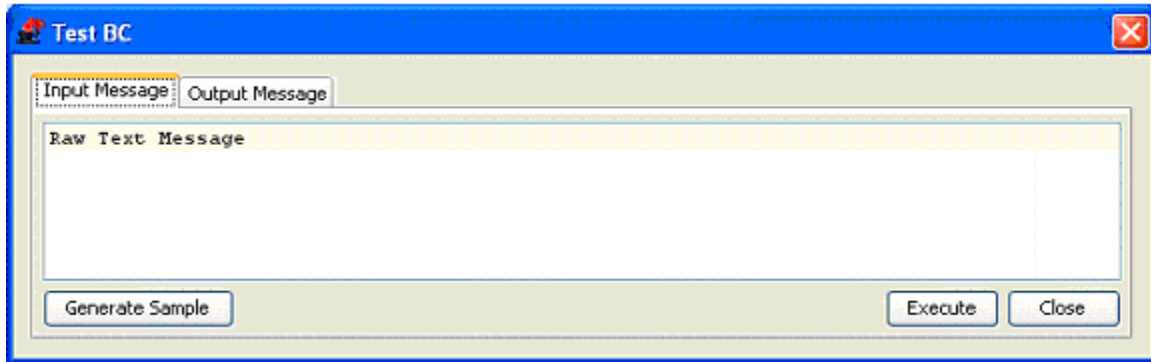 Test BC
Input Message Output Message
Raw Text Message
Generate Sample Execute Close